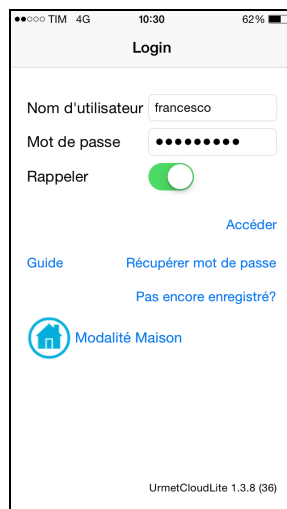 ●●○○○ TIM 4G 10:30 62%
Login
Nom d'utilisateur francesco
Mot de passe ●●●●●●●●●
Rappeler
Accéder
Guide Récupérer mot de passe
Pas encore enregistré?
Modalité Maison
UrmetCloudLite 1.3.8 (36)